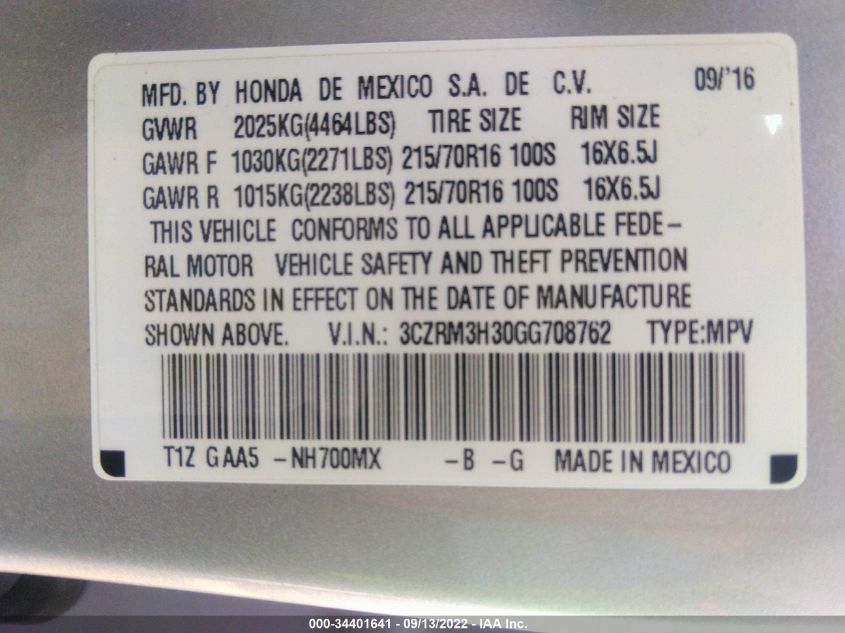 MFD. BY HONDA DE MEXICO S.A. DE C.V. 09/'16
GVWR 2025KG(4464LBS) TIRE SIZE RIM SIZE
GAWR F 1030KG(2271LBS) 215/70R16 100S 16X6.5J
GAWR R 1015KG(2238LBS) 215/70R16 100S 16X6.5J
THIS VEHICLE CONFORMS TO ALL APPLICABLE FEDE-
RAL MOTOR VEHICLE SAFETY AND THEFT PREVENTION
STANDARDS IN EFFECT ON THE DATE OF MANUFACTURE
SHOWN ABOVE. V.I.N.: 3CZRM3H30GG708762 TYPE:MPV
T1Z GAA5 -NH700MX -B -G MADE IN MEXICO
000-34401641 - 09/13/2022 - IAA Inc.